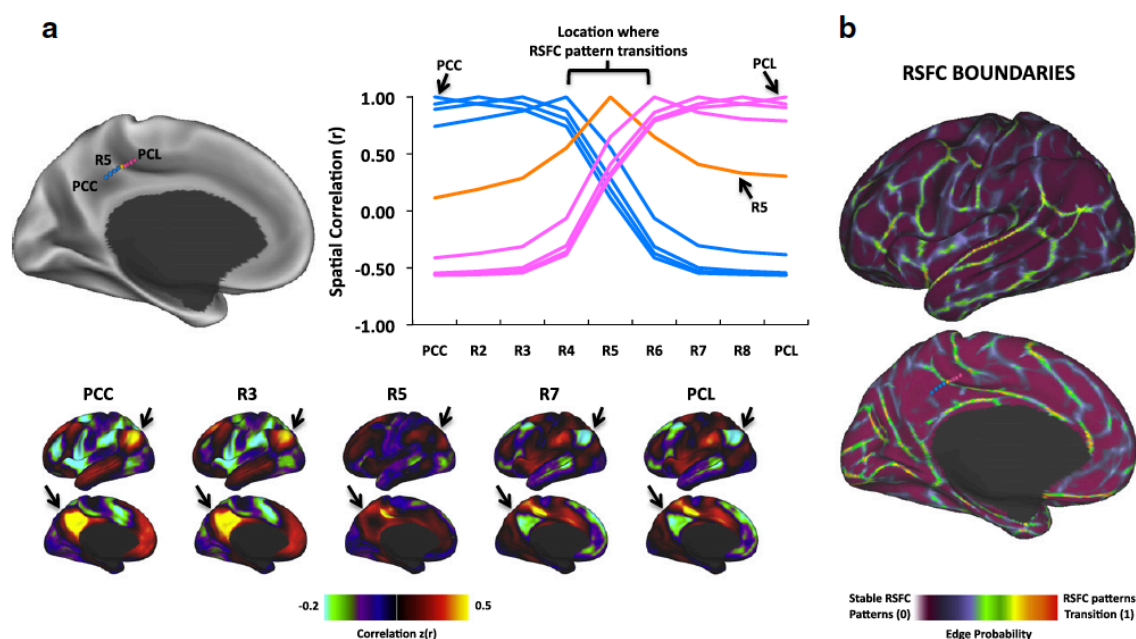 a
Location where
RSFC pattern transitions
PCC
PCL
1.00
0.50
0.00
-0.50
-1.00
Spatial Correlation (r)
R5
PCC
R2
R3
R4
R5
R6
R7
R8
PCL
R5
PCL
PCC
PCC
R3
R5
R7
PCL
-0.2
0.5
Correlation z(r)
b
RSFC BOUNDARIES
Stable RSFC
Patterns (0)
RSFC patterns
Transition (1)
Edge Probability